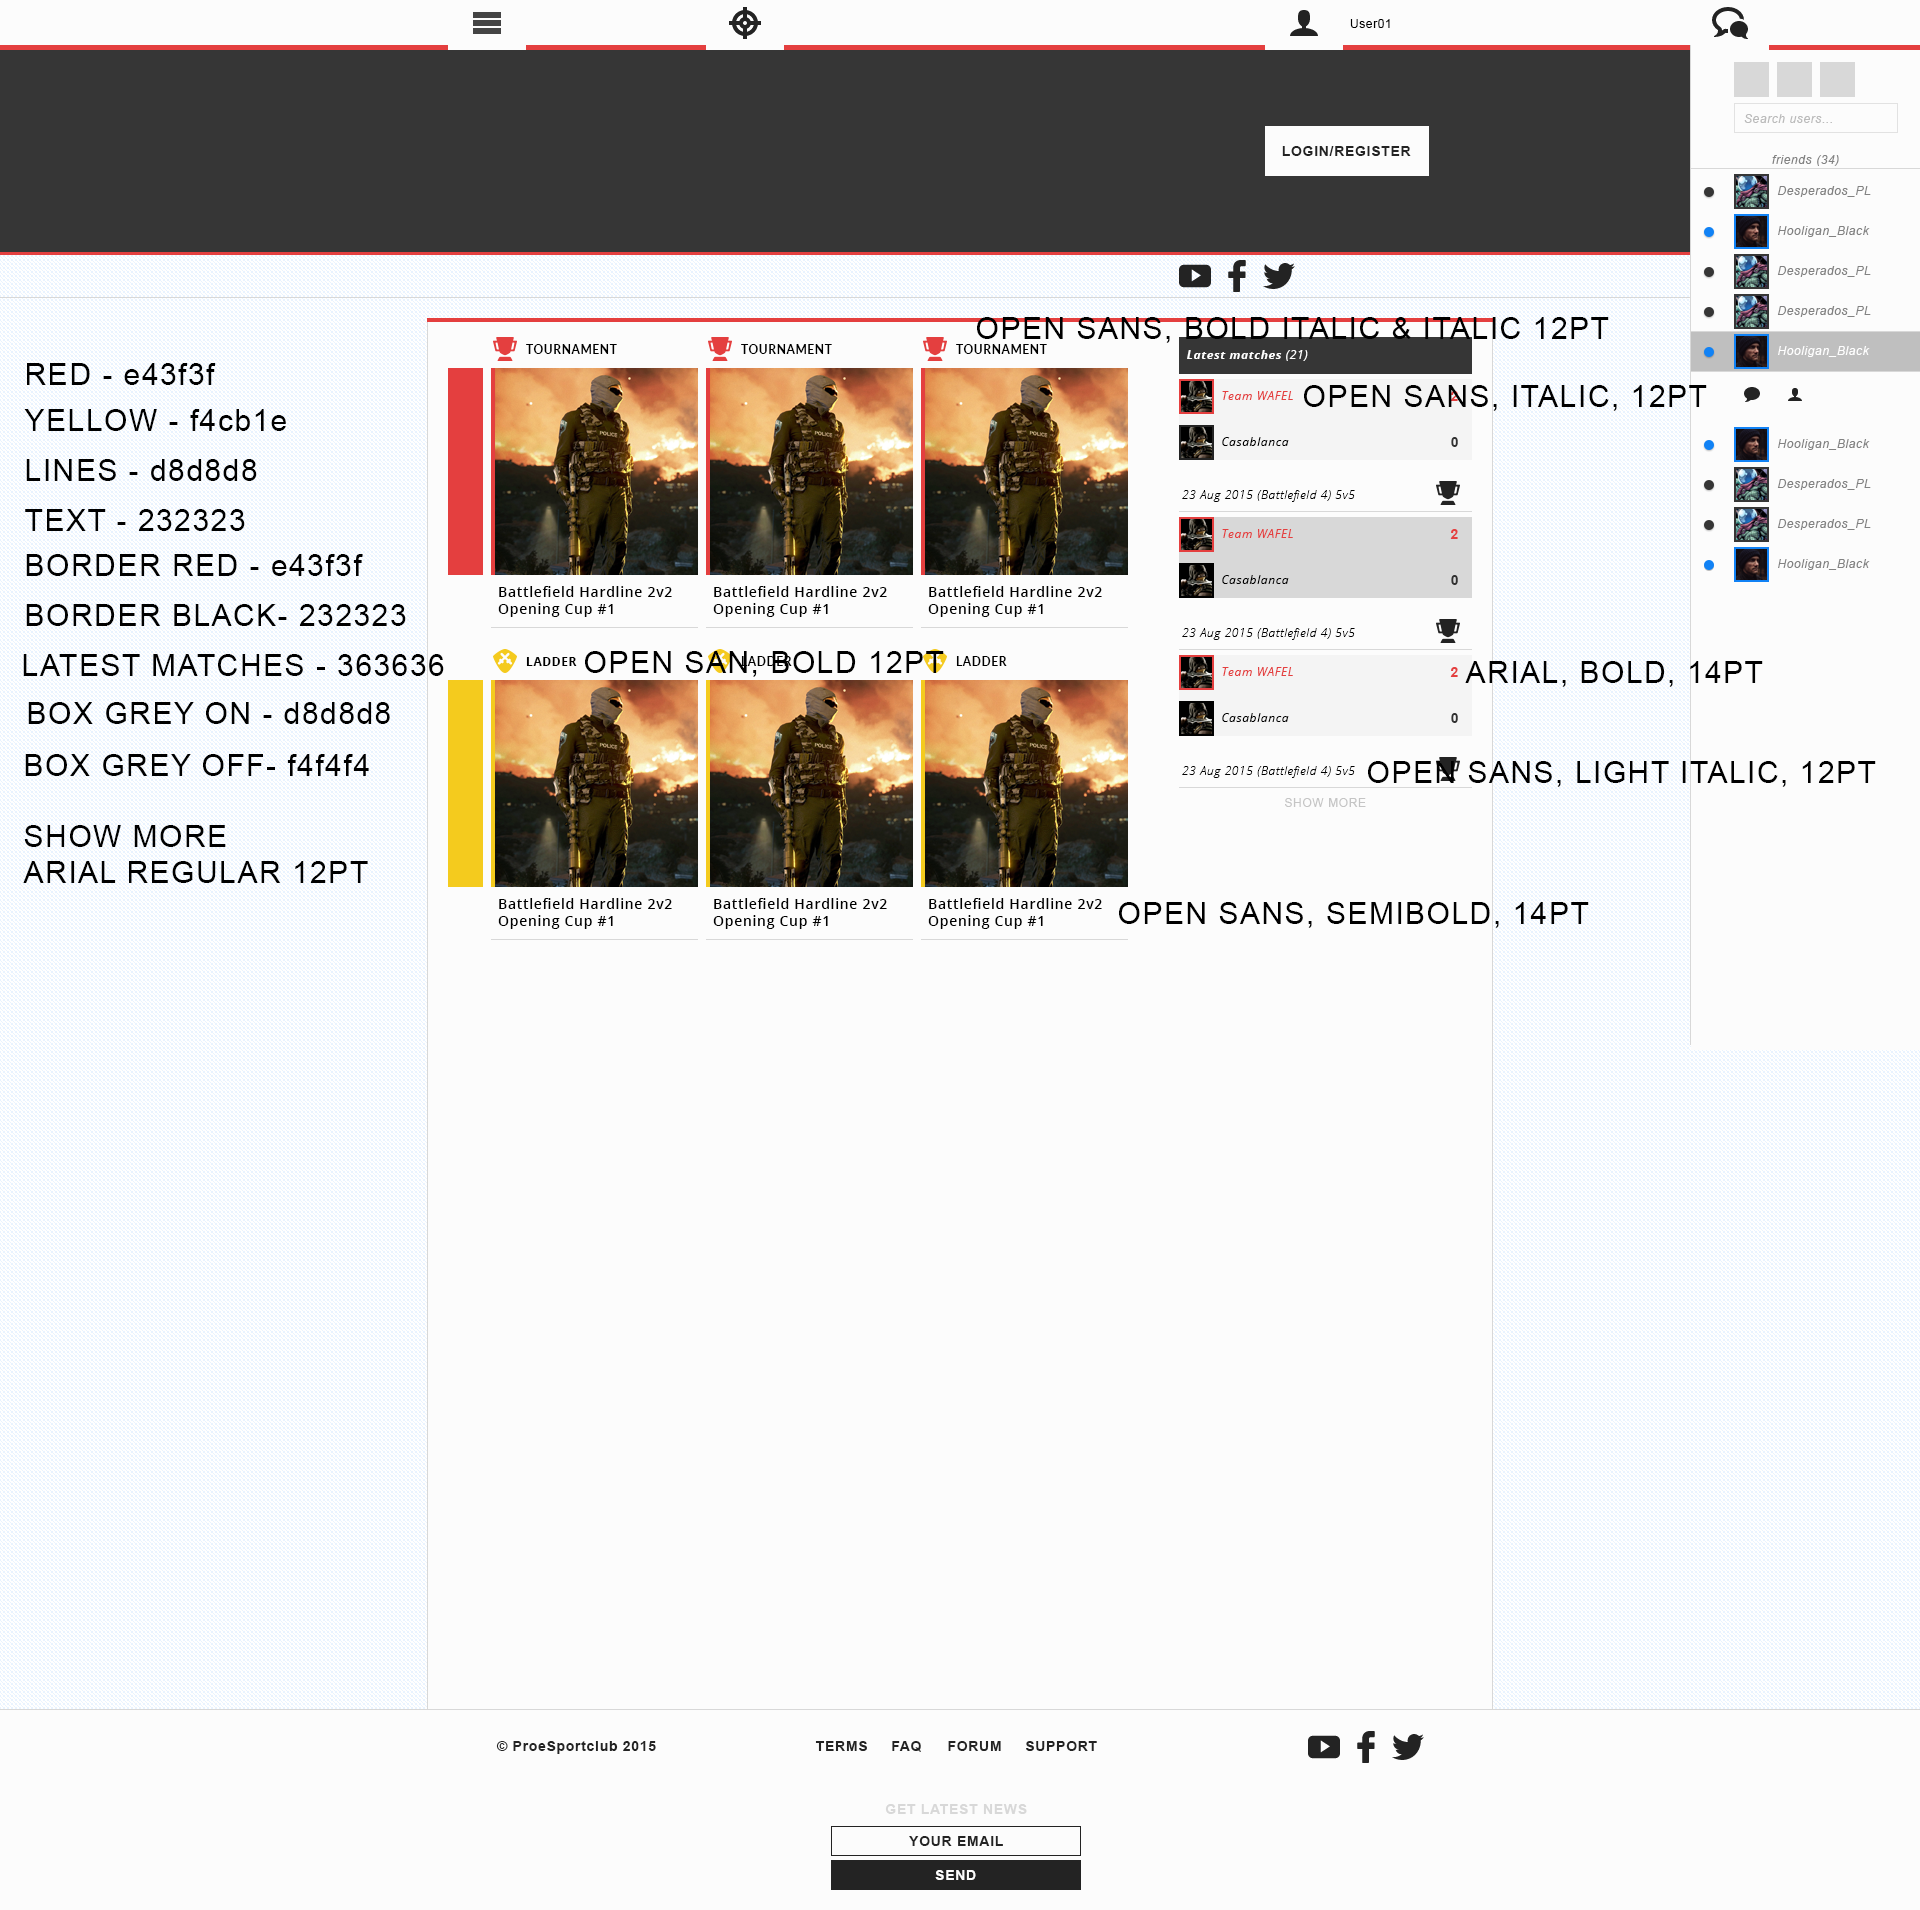 User01
LOGIN/REGISTER
Search users...
friends (34)
Desperados_PL
Hooligan_Black
Desperados_PL
Desperados_PL
Hooligan_Black
Hooligan_Black
Desperados_PL
Desperados_PL
Hooligan_Black
RED - e43f3f
YELLOW - f4cb1e
LINES - d8d8d8
TEXT - 232323
BORDER RED - e43f3f
BORDER BLACK- 232323
LATEST MATCHES - 363636
BOX GREY ON - d8d8d8
BOX GREY OFF- f4f4f4
SHOW MORE
ARIAL REGULAR 12PT
TOURNAMENT
TOURNAMENT
TOURNAMENT
POLICE
POLICE
POLICE
Battlefield Hardline 2v2
Opening Cup #1
Battlefield Hardline 2v2
Opening Cup #1
Battlefield Hardline 2v2
Opening Cup #1
LADDER
OPEN SAN, BOLD 12PT
LADDER
LADDER
POLICE
POLICE
POLICE
Battlefield Hardline 2v2
Opening Cup #1
Battlefield Hardline 2v2
Opening Cup #1
Battlefield Hardline 2v2
Opening Cup #1
OPEN SANS, SEMIBOLD, 14PT
OPEN SANS, BOLD ITALIC & ITALIC 12PT
Latest matches (21)
Team WAFEL 2
OPEN SANS, ITALIC, 12PT
Casablanca 0
23 Aug 2015 (Battlefield 4) 5v5
Team WAFEL 2
Casablanca 0
23 Aug 2015 (Battlefield 4) 5v5
Team WAFEL 2
ARIAL, BOLD, 14PT
Casablanca 0
23 Aug 2015 (Battlefield 4) 5v5
OPEN SANS, LIGHT ITALIC, 12PT
SHOW MORE
© ProeSportclub 2015
TERMS FAQ FORUM SUPPORT
GET LATEST NEWS
YOUR EMAIL
SEND